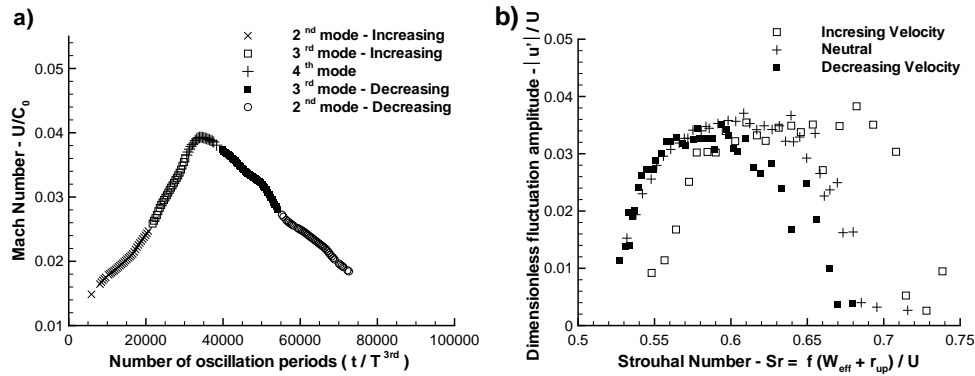 a)
2nd mode - Increasing
3rd mode - Increasing
4th mode
3rd mode - Decreasing
2nd mode - Decreasing
Mach Number - U/C0
0.05
0.04
0.03
0.02
0.01
0 20000 40000 60000 80000 100000
Number of oscillation periods ( t / T3rd )
b)
Incresing Velocity
Neutral
Decreasing Velocity
Dimensionless fluctuation amplitude - | u' | / U
0.05
0.04
0.03
0.02
0.01
0
0.5 0.55 0.6 0.65 0.7 0.75
Strouhal Number - Sr = f (Weff + rup) / U